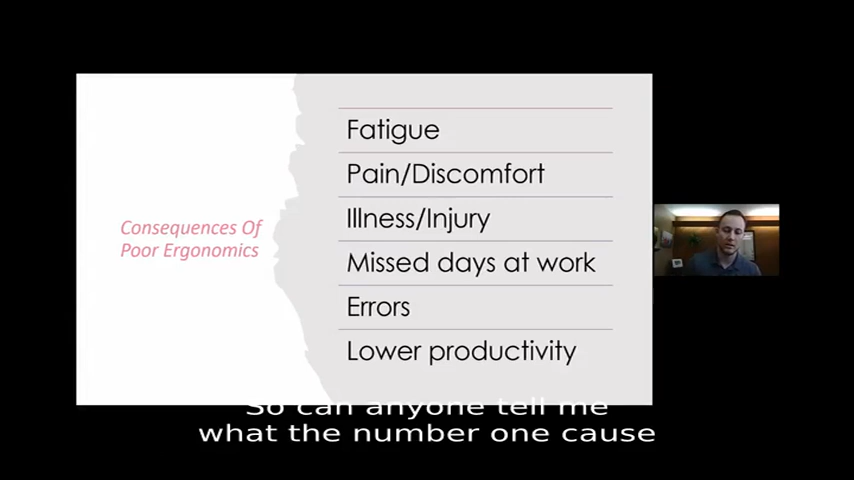 Consequences Of
Poor Ergonomics
Fatigue
Pain/Discomfort
Illness/Injury
Missed days at work
Errors
Lower productivity
So can anyone tell me
what the number one cause